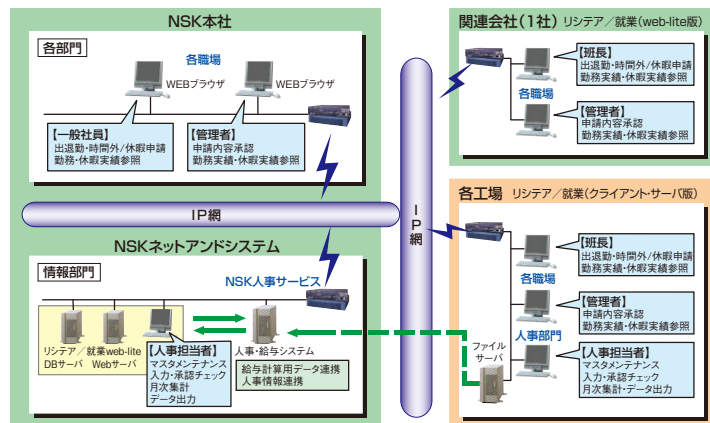 NSK本社
各部門
各職場
WEBブラウザ
WEBブラウザ
【一般社員】
出退勤・時間外/休暇申請
勤務・休暇実績参照
【管理者】
申請内容承認
勤務実績・休暇実績参照
IP網
IP網
NSKネットアンドシステム
情報部門
NSK人事サービス
リシテア/就業web-lite
DBサーバ Webサーバ
【人事担当者】
マスタメンテナンス
入力・承認チェック
月次集計
データ出力
人事・給与システム
給与計算用データ連携
人事情報連携
関連会社(1社) リシテア/就業(web-lite版)
【班長】
出退勤・時間外/休暇申請
勤務実績・休暇実績参照
各職場
【管理者】
申請内容承認
勤務実績・休暇実績参照
各工場 リシテア/就業(クライアント・サーバ版)
【班長】
出退勤・時間外/休暇申請
勤務実績・休暇実績参照
各職場
【管理者】
申請内容承認
勤務実績・休暇実績参照
人事部門
ファイル
サーバ
【人事担当者】
マスタメンテナンス
入力・承認チェック
月次集計・データ出力